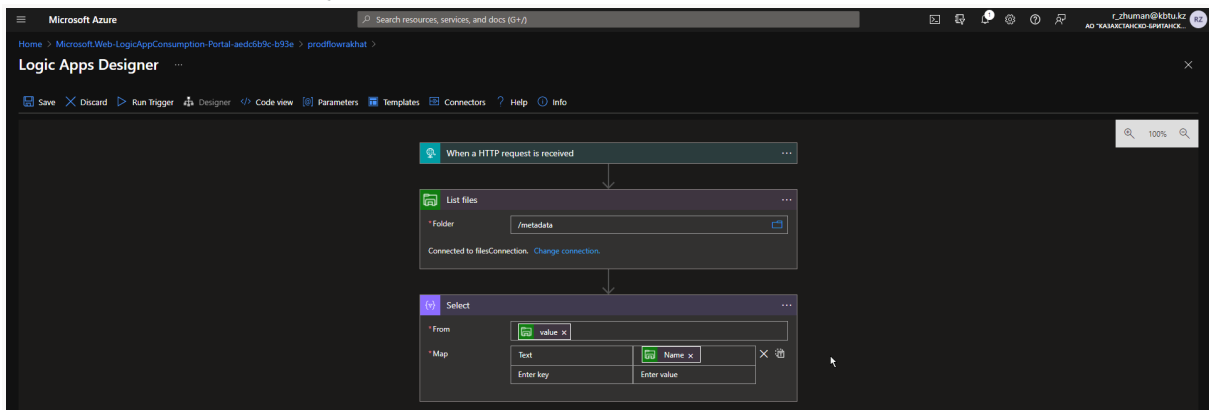 Microsoft Azure
Search resources, services, and docs (G+/)
1
r_zhuman@kbtu.kz
АО "КАЗАХСТАНСКО-БРИТАНСК...
RZ
Home > Microsoft.Web-LogicAppConsumption-Portal-aedc6b9c-b93e > prodflowrakhat >
Logic Apps Designer ...
Save Discard Run Trigger Designer Code view Parameters Templates Connectors Help Info
100%
When a HTTP request is received ...
List files ...
*Folder /metadata
Connected to filesConnection. Change connection.
Select ...
*From value ×
*Map Text Name ×
Enter key Enter value